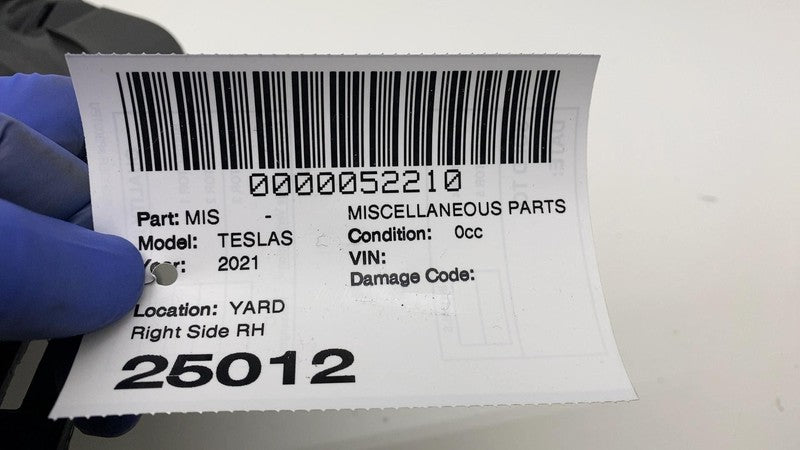 0000052210
Part: MIS - MISCELLANEOUS PARTS
Model: TESLAS Condition: 0cc
2021 VIN:
Damage Code:
Location: YARD
Right Side RH
25012